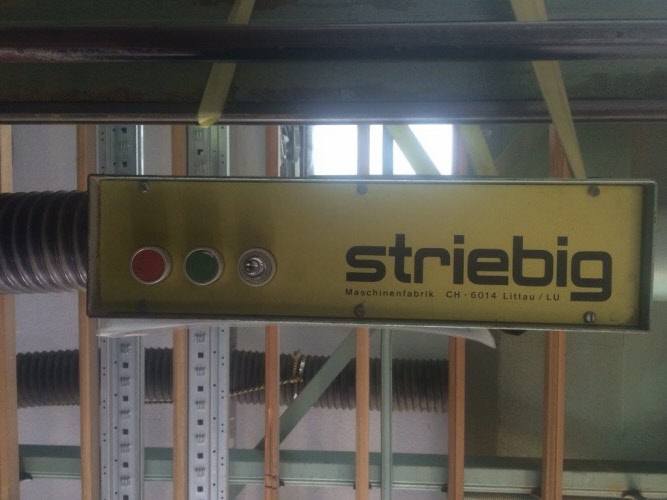 striebig
Maschinenfabrik CH - 6014 Littau / LU